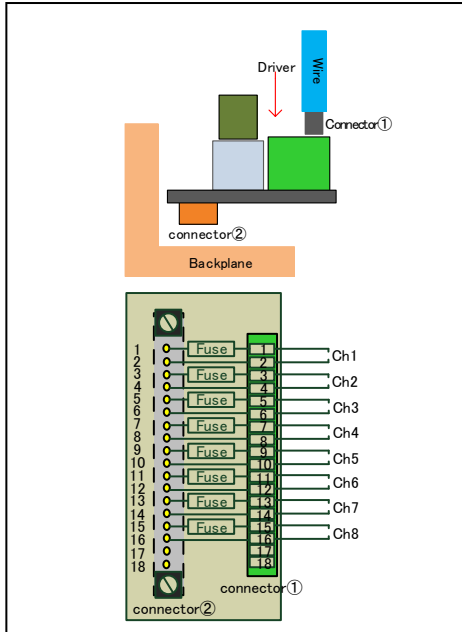 Wire
Driver
Connector①
connector②
Backplane
1 Fuse 1
2 2 Ch1
3 Fuse 3
4 4 Ch2
5 Fuse 5
6 6 Ch3
7 Fuse 7
8 8 Ch4
9 Fuse 9
10 10 Ch5
11 Fuse 11
12 12 Ch6
13 Fuse 13
14 14 Ch7
15 Fuse 15
16 16 Ch8
17 17
18 18
connector①
connector②